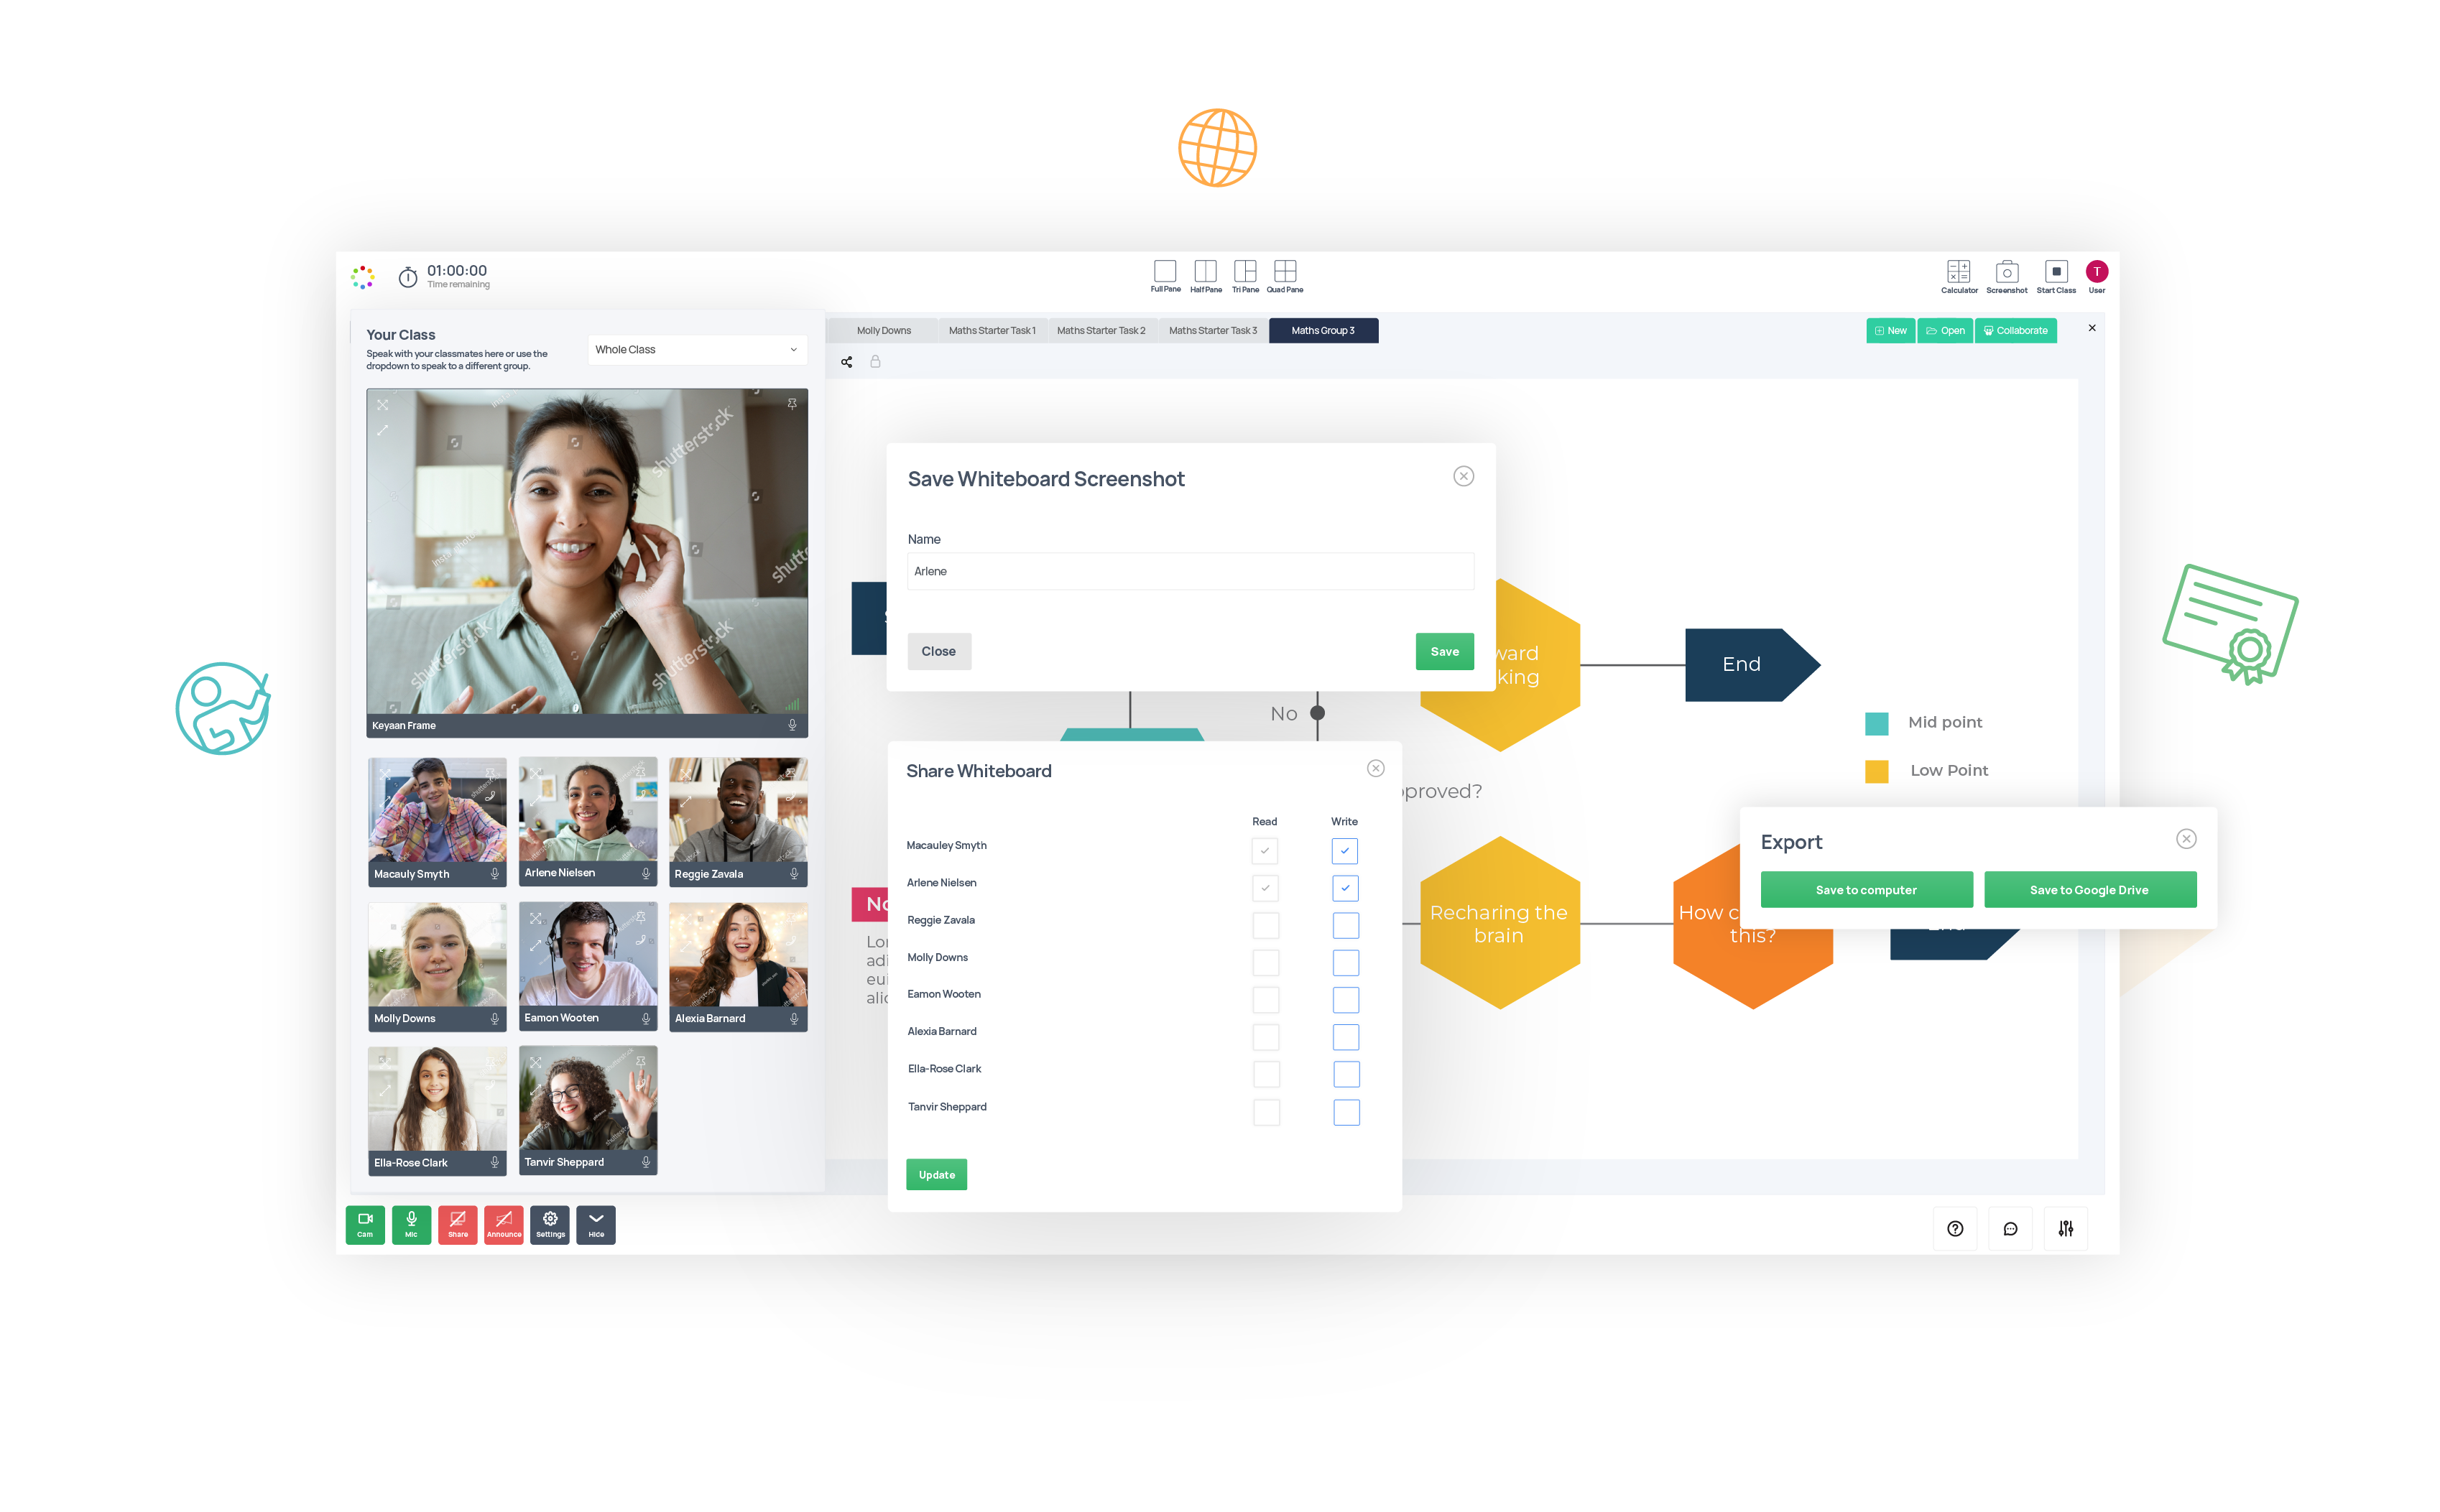 01:00:00
Time remaining
Full Pane
Half Pane
Tri Pane
Quad Pane
Calculator
Screenshot
Start Class
T
User
Your Class
Speak with your classmates here or use the
dropdown to speak to a different group.
Whole Class
Molly Downs
Maths Starter Task 1
Maths Starter Task 2
Maths Starter Task 3
Maths Group 3
New
Open
Collaborate
shutterstock
shutterstock
shutterstock
Keyaan Frame
Macauly Smyth
Arlene Nielsen
Reggie Zavala
Molly Downs
Eamon Wooten
Alexia Barnard
Ella-Rose Clark
Tanvir Sheppard
Save Whiteboard Screenshot
Name
Arlene
Close
Save
ward
king
End
No
Mid point
Low Point
proved?
Share Whiteboard
Read
Write
Macauley Smyth
Arlene Nielsen
Reggie Zavala
Molly Downs
Eamon Wooten
Alexia Barnard
Ella-Rose Clark
Tanvir Sheppard
Update
Recharing the
brain
How c
this?
Export
Save to computer
Save to Google Drive
Cam
Mic
Share
Announce
Settings
Hide